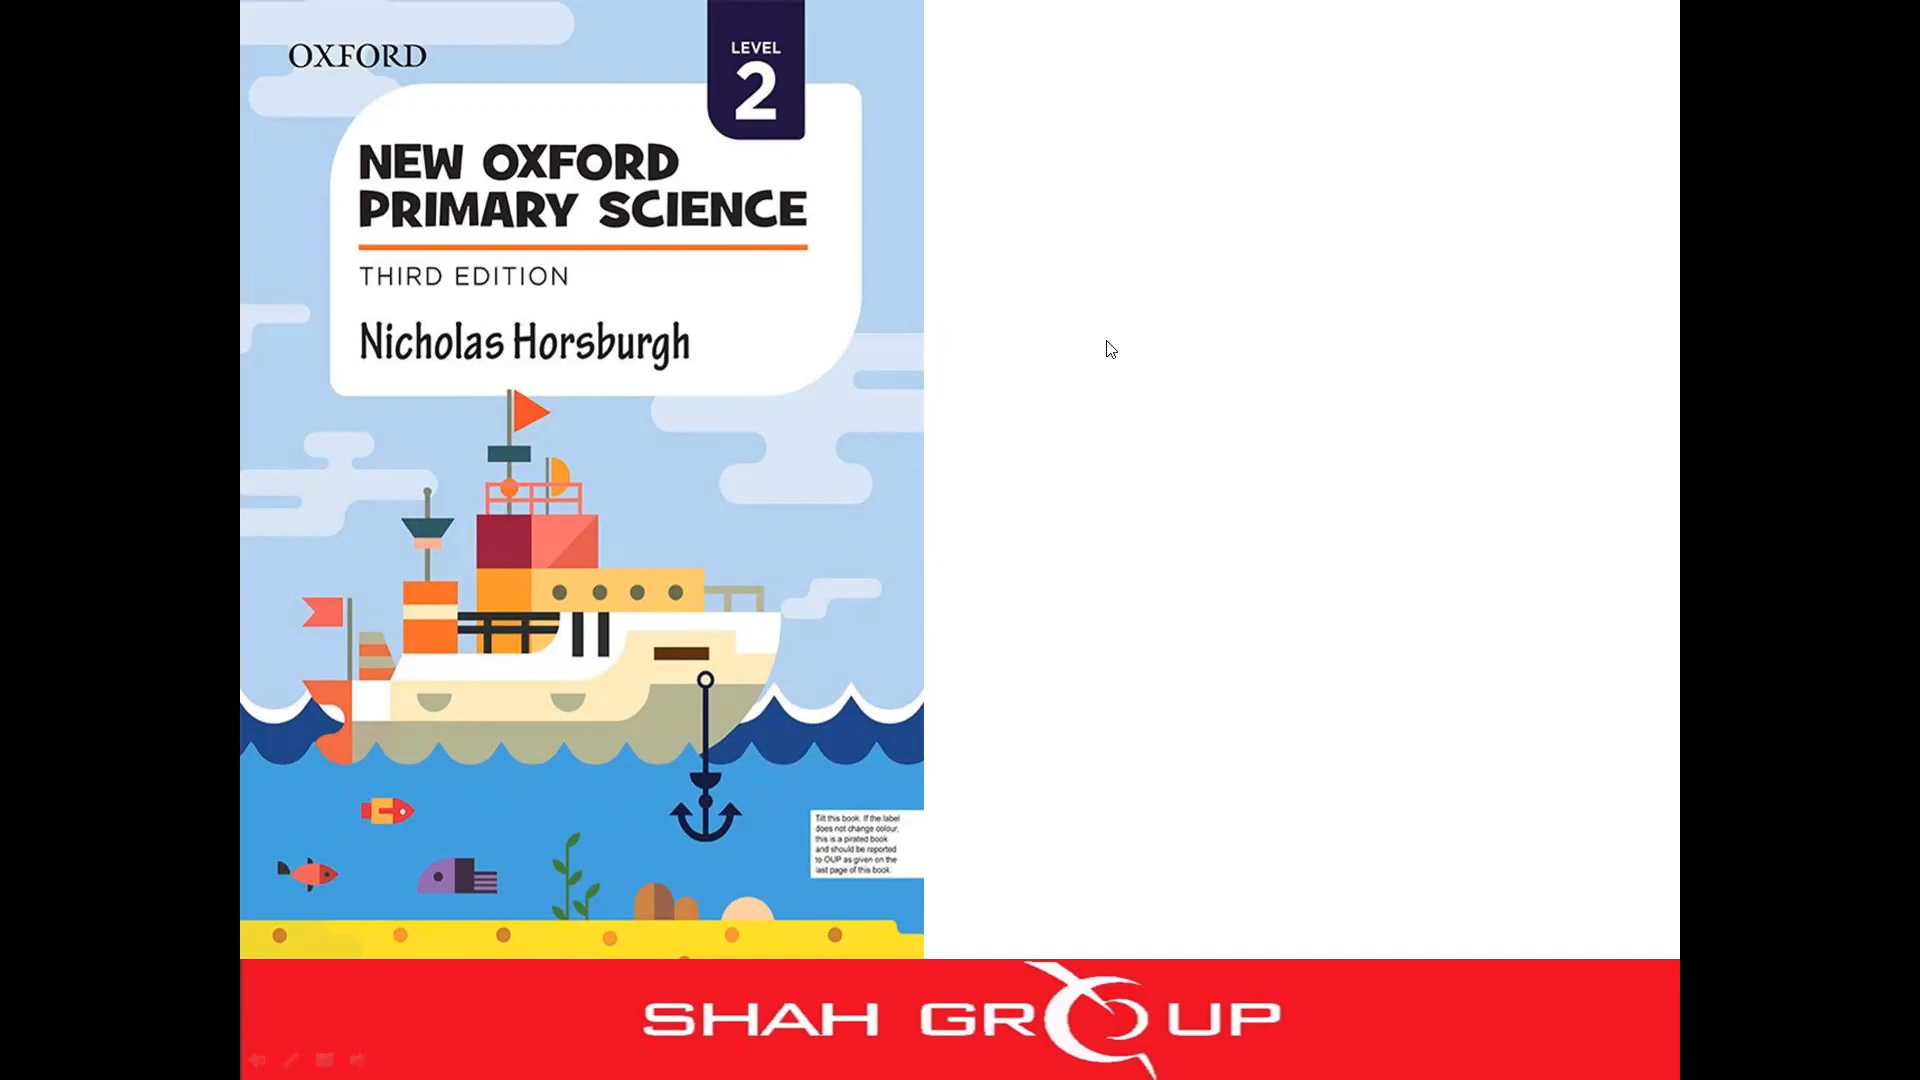 OXFORD
LEVEL
2
NEW OXFORD
PRIMARY SCIENCE
THIRD EDITION
Nicholas Horsburgh
Tilt this book. If the label
does not change colour,
this is a pirated book
and should be reported
to OUP as given on the
last page of this book.
SHAH GROUP